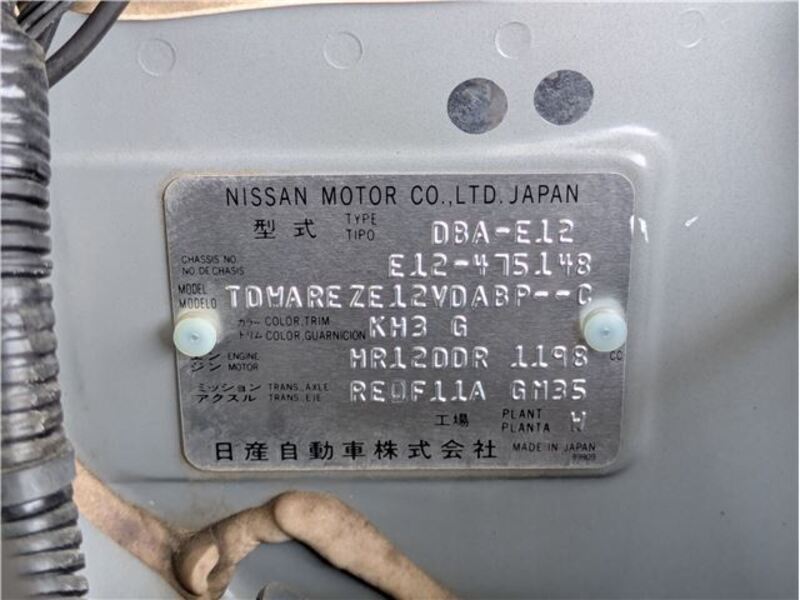 NISSAN MOTOR CO.,LTD. JAPAN
型式 TYPE TIPO DBA-E12
CHASSIS NO. NO.DE CHASIS E12-475148
MODEL MODELO TDWAREZE12VDABP--C
カラー COLOR,TRIM トリム COLOR,GUARNICION KH3 G
エンジン ENGINE MOTOR HR12DDR 1198 CC
ミッション TRANS.,AXLE アクスル TRANS.,EJE RE0F11A GM35
工場 PLANT PLANTA W
日産自動車株式会社 MADE IN JAPAN